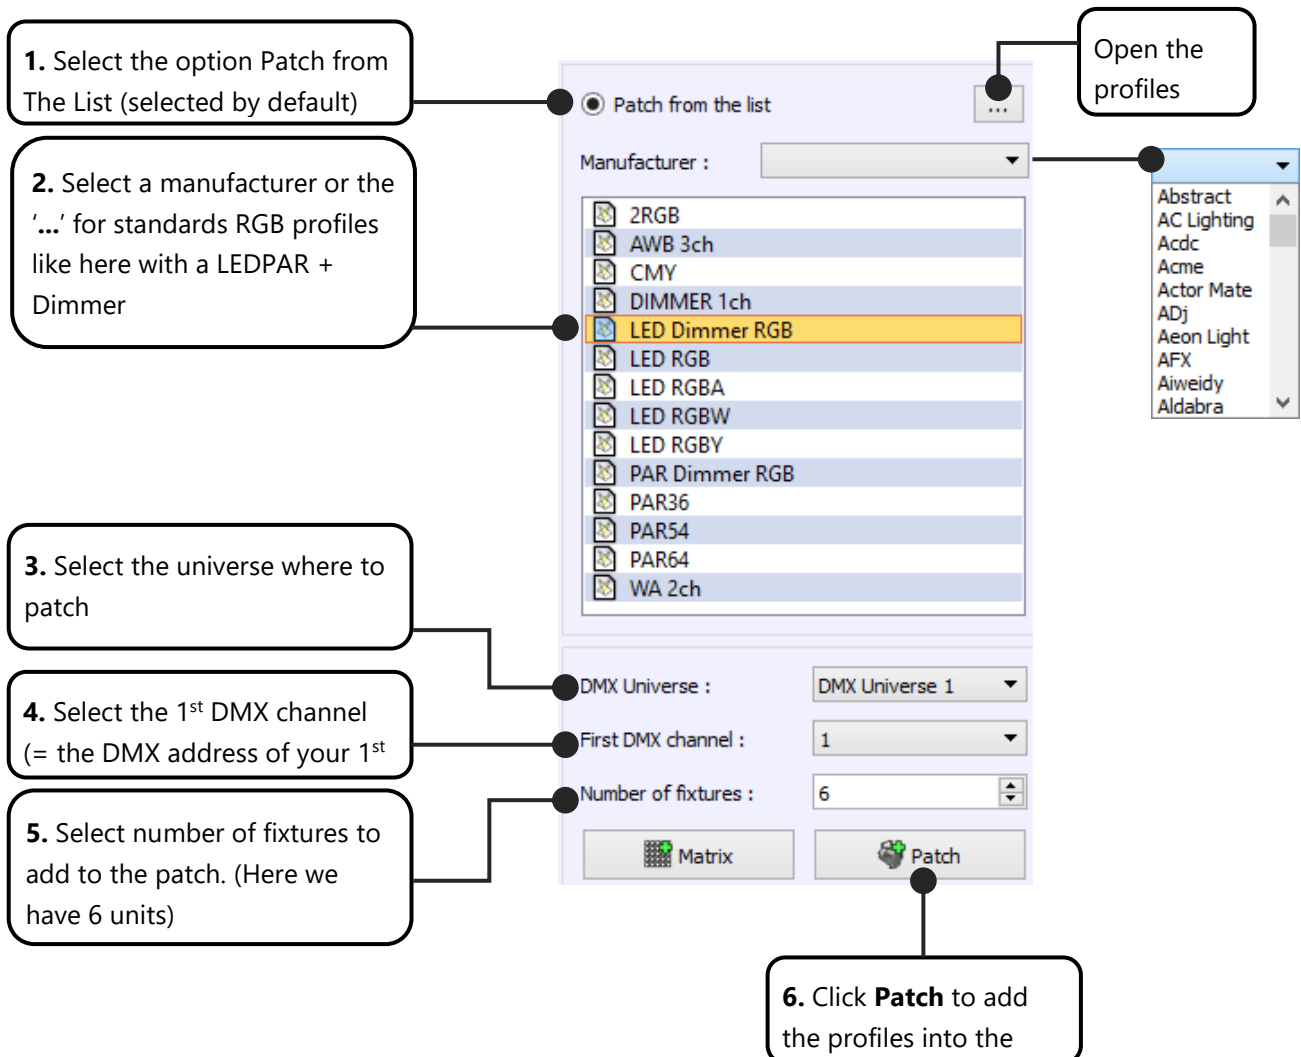 1. Select the option Patch from
The List (selected by default)
Open the
profiles
Patch from the list
...
2. Select a manufacturer or the
‘...’ for standards RGB profiles
like here with a LEDPAR +
Dimmer
Manufacturer :
Abstract
AC Lighting
Acdc
Acme
Actor Mate
ADj
Aeon Light
AFX
Aiweidy
Aldabra
2RGB
AWB 3ch
CMY
DIMMER 1ch
LED Dimmer RGB
LED RGB
LED RGBA
LED RGBW
LED RGBY
PAR Dimmer RGB
PAR36
PAR54
PAR64
WA 2ch
3. Select the universe where to
patch
DMX Universe :
DMX Universe 1
4. Select the 1st DMX channel
(= the DMX address of your 1st
First DMX channel :
1
Number of fixtures :
6
5. Select number of fixtures to
add to the patch. (Here we
have 6 units)
Matrix
Patch
6. Click Patch to add
the profiles into the